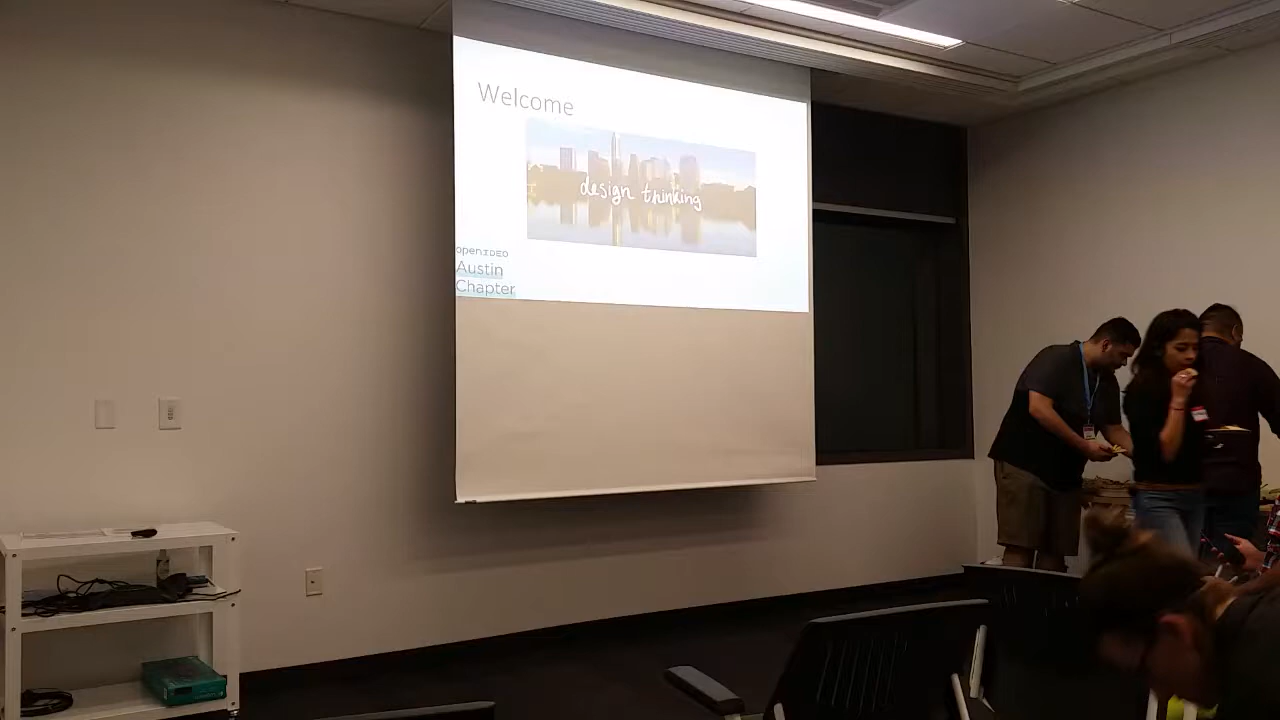 Welcome
design thinking
OpenIDEO
Austin
Chapter